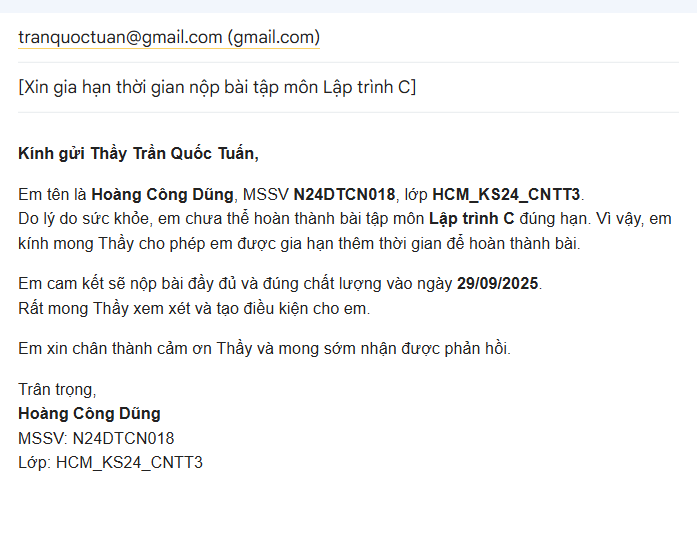 tranquoctuan@gmail.com (gmail.com)
[Xin gia hạn thời gian nộp bài tập môn Lập trình C]
Kính gửi Thầy Trần Quốc Tuấn,
Em tên là Hoàng Công Dũng, MSSV N24DTCN018, lớp HCM_KS24_CNTT3.
Do lý do sức khỏe, em chưa thể hoàn thành bài tập môn Lập trình C đúng hạn. Vì vậy, em
kính mong Thầy cho phép em được gia hạn thêm thời gian để hoàn thành bài.
Em cam kết sẽ nộp bài đầy đủ và đúng chất lượng vào ngày 29/09/2025.
Rất mong Thầy xem xét và tạo điều kiện cho em.
Em xin chân thành cảm ơn Thầy và mong sớm nhận được phản hồi.
Trân trọng,
Hoàng Công Dũng
MSSV: N24DTCN018
Lớp: HCM_KS24_CNTT3